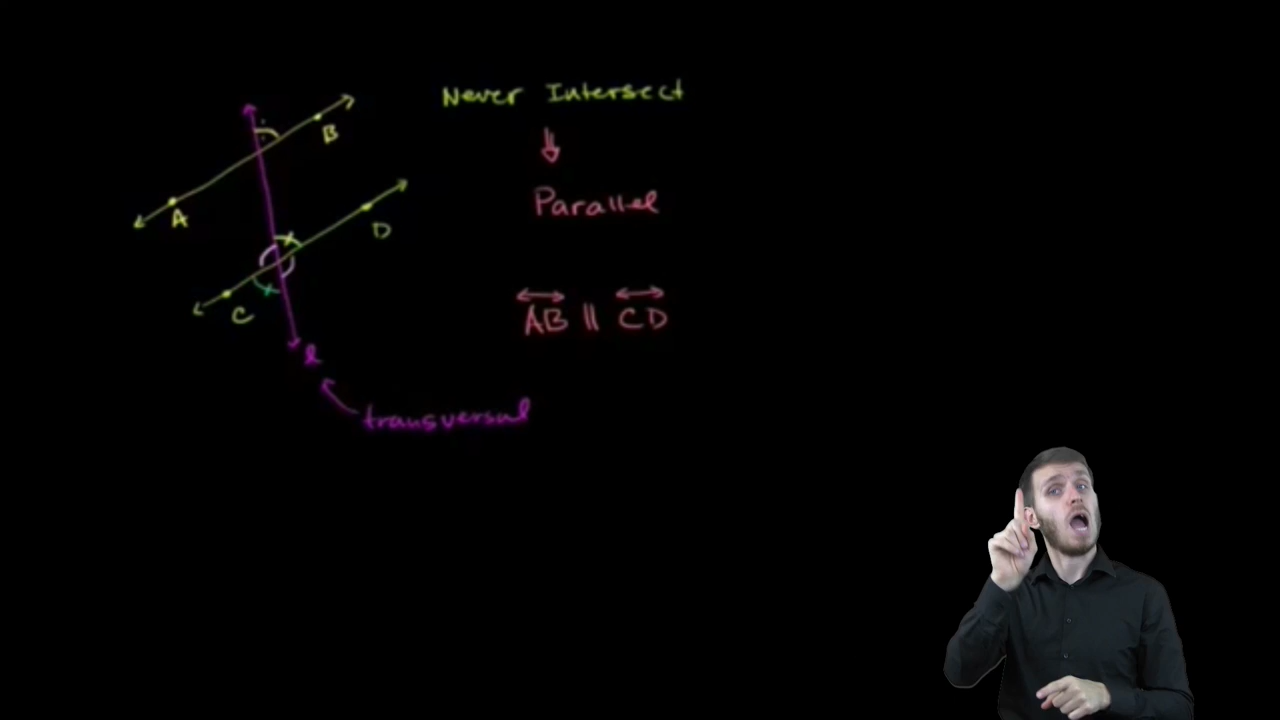 Never Intersect
⇓
Parallel
B
A
D
C
x
x
AB || CD
l
transversal